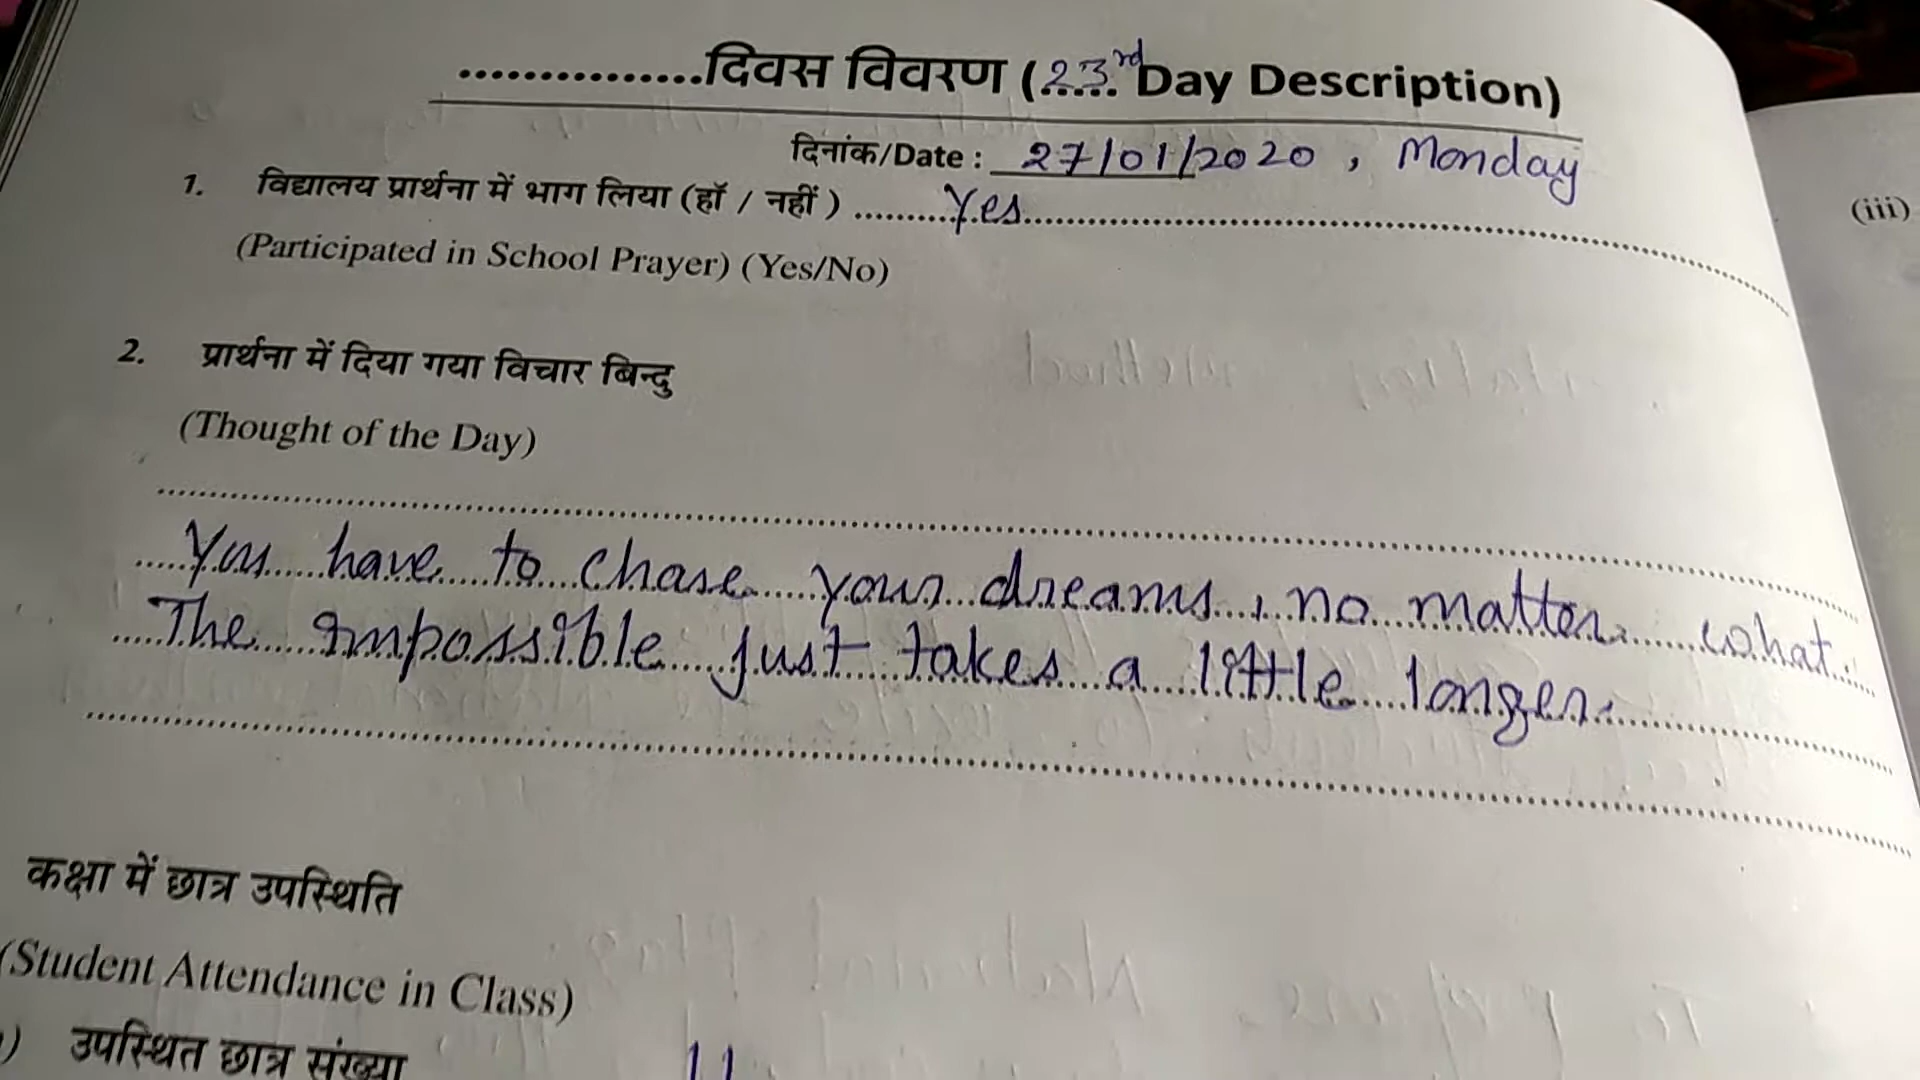 ...............दिवस विवरण (23rd Day Description)
दिनांक/Date : 27/01/2020, Monday
1. विद्यालय प्रार्थना में भाग लिया (हॉ / नहीं ) .......Yes.......
(Participated in School Prayer) (Yes/No)
(iii)
2. प्रार्थना में दिया गया विचार बिन्दु
(Thought of the Day)
You have to chase your dreams, no matter what.
The impossible just takes a little longer.
कक्षा में छात्र उपस्थिति
(Student Attendance in Class)
) उपस्थित छात्र संख्या 11